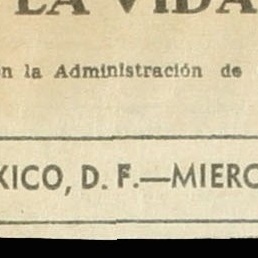 LA VIDA
n la Administración de
XICO, D. F.—MIERC